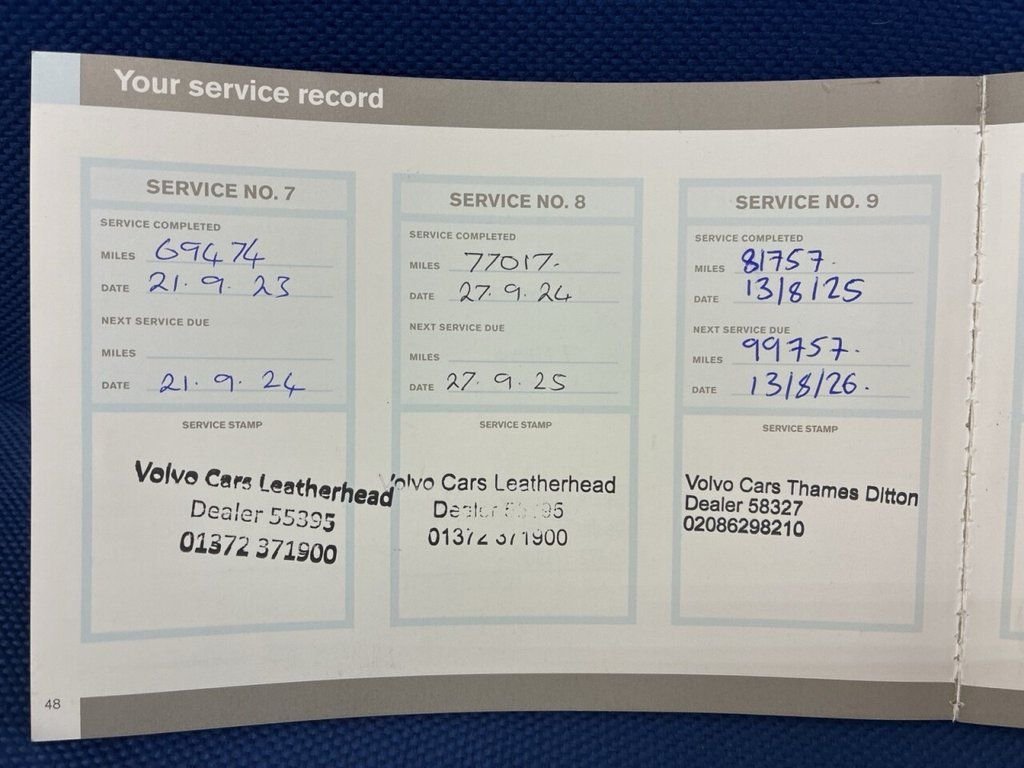 Your service record
SERVICE NO. 7
SERVICE COMPLETED
MILES 69474
DATE 21. 9. 23
NEXT SERVICE DUE
MILES
DATE 21. 9. 24
SERVICE STAMP
Volvo Cars Leatherhead
Dealer 55395
01372 371900
SERVICE NO. 8
SERVICE COMPLETED
MILES 77017.
DATE 27. 9. 24
NEXT SERVICE DUE
MILES
DATE 27. 9. 25
SERVICE STAMP
Volvo Cars Leatherhead
Dealer
01372 371900
SERVICE NO. 9
SERVICE COMPLETED
MILES 81757.
DATE 13/8/25
NEXT SERVICE DUE
MILES 99757.
DATE 13/8/26.
SERVICE STAMP
Volvo Cars Thames Ditton
Dealer 58327
02086298210
48